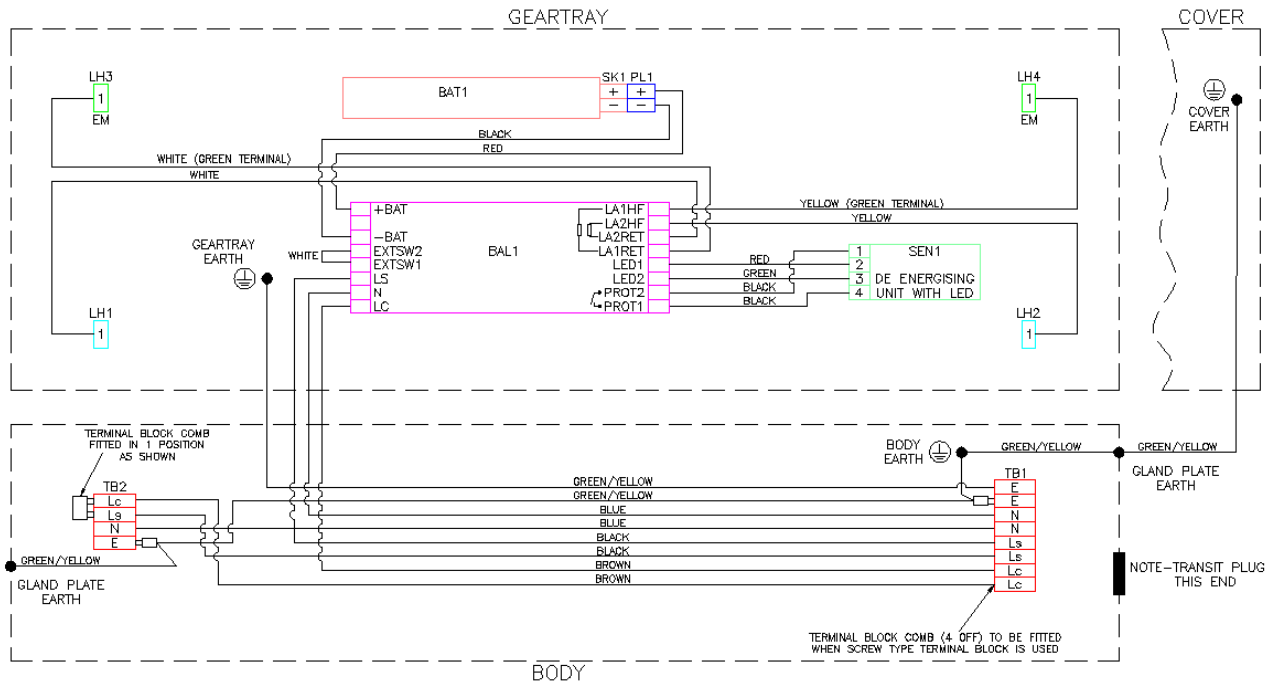 GEARTRAY
COVER
LH3
1
EM
BAT1
SK1 PL1
+ +
− −
LH4
1
EM
COVER
EARTH
BLACK
RED
WHITE (GREEN TERMINAL)
WHITE
+BAT
−BAT
EXTSW2
EXTSW1
LS
N
LC
BAL1
LA1HF
LA2HF
LA2RET
LA1RET
LED1
LED2
PROT2
PROT1
YELLOW (GREEN TERMINAL)
YELLOW
GEARTRAY
EARTH
WHITE
RED
GREEN
BLACK
BLACK
1 SEN1
2
3 DE ENERGISING
4 UNIT WITH LED
LH1
1
LH2
1
TERMINAL BLOCK COMB
FITTED IN 1 POSITION
AS SHOWN
TB2
Lc
Ls
N
E
GREEN/YELLOW
GLAND PLATE
EARTH
GREEN/YELLOW
GREEN/YELLOW
BLUE
BLUE
BLACK
BLACK
BROWN
BROWN
BODY
EARTH
GREEN/YELLOW
GREEN/YELLOW
GLAND PLATE
EARTH
TB1
E
E
N
N
Ls
Ls
Lc
Lc
NOTE-TRANSIT PLUG
THIS END
TERMINAL BLOCK COMB (4 OFF) TO BE FITTED
WHEN SCREW TYPE TERMINAL BLOCK IS USED
BODY